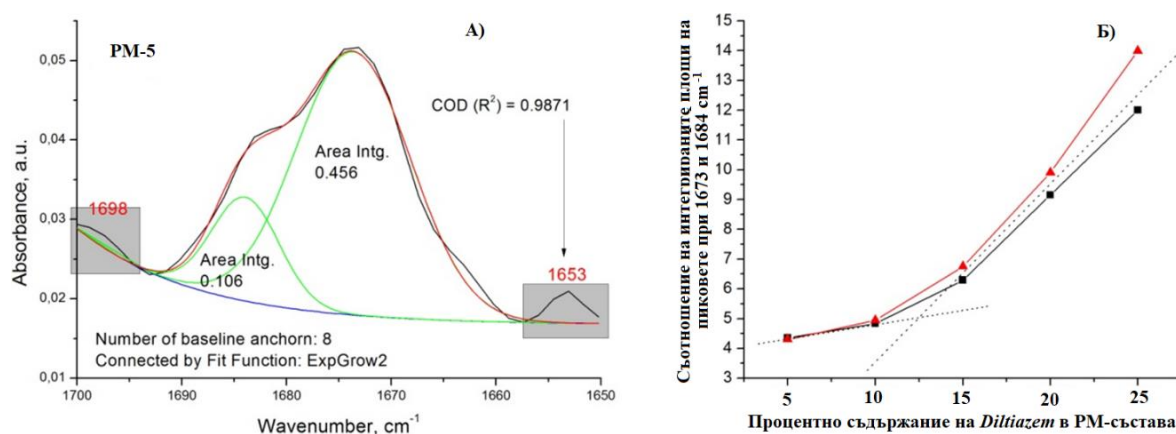 А)
PM-5
0,05
0,04
0,03
0,02
0,01
Absorbance, a.u.
COD (R²) = 0.9871
Area Intg.
0.456
1698
Area Intg.
0.106
1653
Number of baseline anchorn: 8
Connected by Fit Function: ExpGrow2
1700 1690 1680 1670 1660 1650
Wavenumber, cm⁻¹
Б)
15
14
13
12
11
10
9
8
7
6
5
4
3
Съотношение на интегрираните площи на
пиковете при 1673 и 1684 cm⁻¹
5 10 15 20 25
Процентно съдържание на Diltiazem в PM-състава